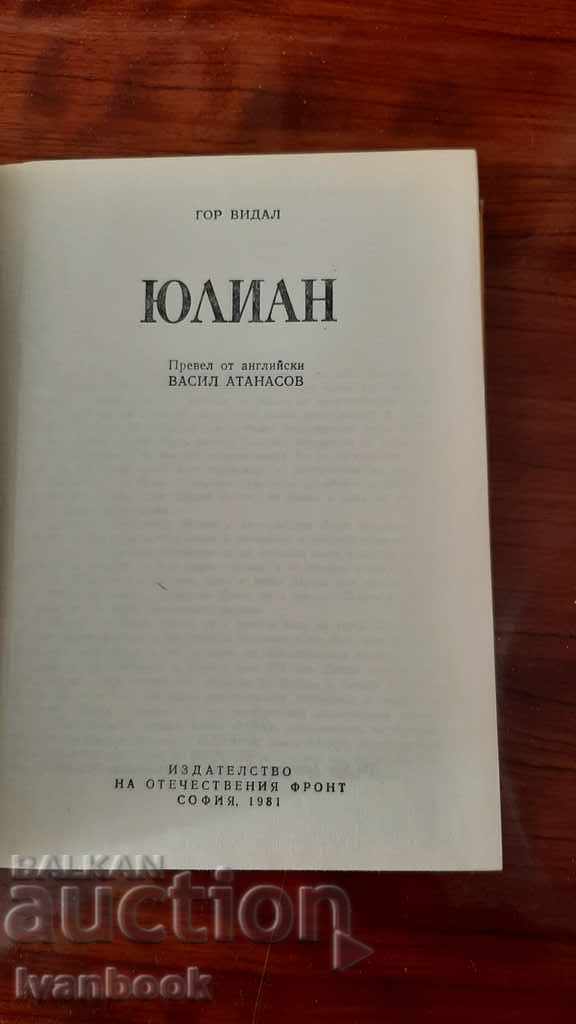 ГОР ВИДАЛ
ЮЛИАН
Превел от английски
ВАСИЛ АТАНАСОВ
ИЗДАТЕЛСТВО
НА ОТЕЧЕСТВЕНИЯ ФРОНТ
СОФИЯ, 1981
BALKAN
auction
Ivanbook